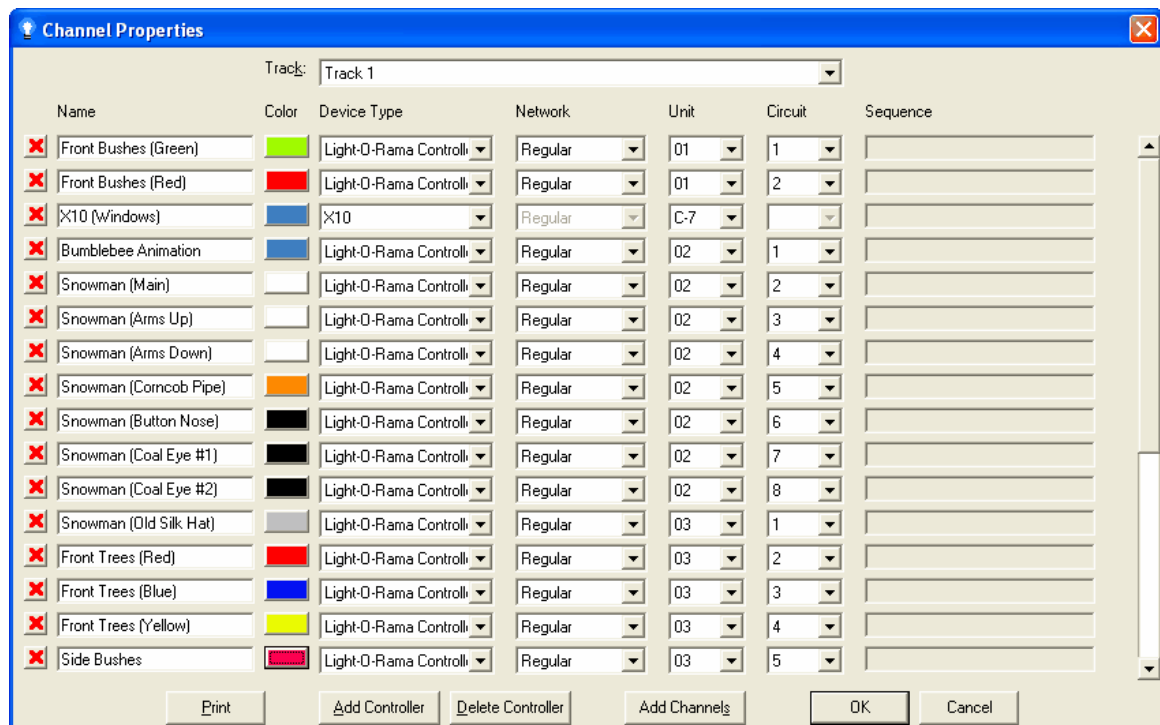 Channel Properties
Track: Track 1
Name Color Device Type Network Unit Circuit Sequence
Front Bushes (Green) Light-O-Rama Controll Regular 01 1
Front Bushes (Red) Light-O-Rama Controll Regular 01 2
X10 (Windows) X10 Regular C-7
Bumblebee Animation Light-O-Rama Controll Regular 02 1
Snowman (Main) Light-O-Rama Controll Regular 02 2
Snowman (Arms Up) Light-O-Rama Controll Regular 02 3
Snowman (Arms Down) Light-O-Rama Controll Regular 02 4
Snowman (Corncob Pipe) Light-O-Rama Controll Regular 02 5
Snowman (Button Nose) Light-O-Rama Controll Regular 02 6
Snowman (Coal Eye #1) Light-O-Rama Controll Regular 02 7
Snowman (Coal Eye #2) Light-O-Rama Controll Regular 02 8
Snowman (Old Silk Hat) Light-O-Rama Controll Regular 03 1
Front Trees (Red) Light-O-Rama Controll Regular 03 2
Front Trees (Blue) Light-O-Rama Controll Regular 03 3
Front Trees (Yellow) Light-O-Rama Controll Regular 03 4
Side Bushes Light-O-Rama Controll Regular 03 5
Print Add Controller Delete Controller Add Channels OK Cancel